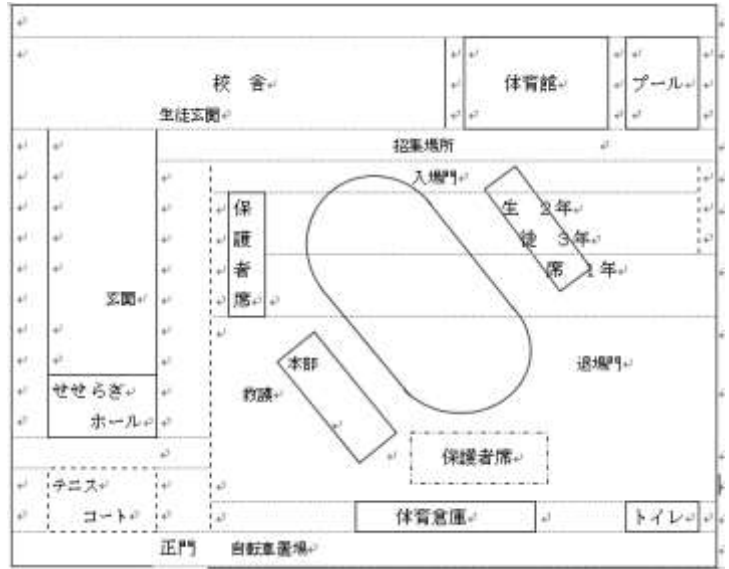 校 舎
生徒玄関
体育館
プール
招集場所
入場門
保護者席
生 2年
徒 3年
席 1年
玄関
本部
救護
退場門
せせらぎ
ホール
保護者席
テニス
コート
体育倉庫
トイレ
正門 自転車置場